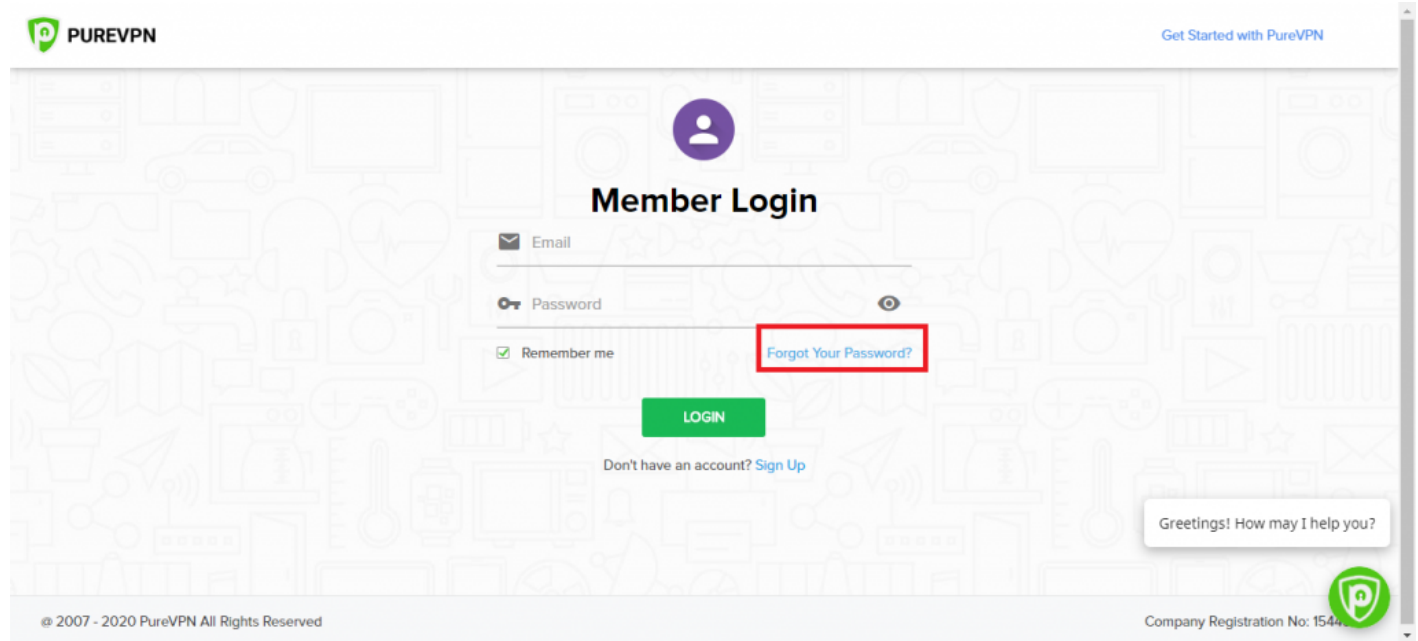 PUREVPN
Get Started with PureVPN
Member Login
Email
Password
Remember me
Forgot Your Password?
LOGIN
Don't have an account? Sign Up
Greetings! How may I help you?
@ 2007 - 2020 PureVPN All Rights Reserved
Company Registration No: